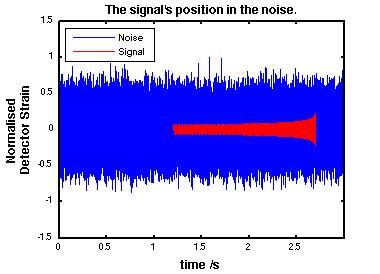 The signal's position in the noise.
1.5
Noise
Signal
1
0.5
0
-0.5
-1
-1.5
Normalised
Detector Strain
0 0.5 1 1.5 2 2.5
time /s